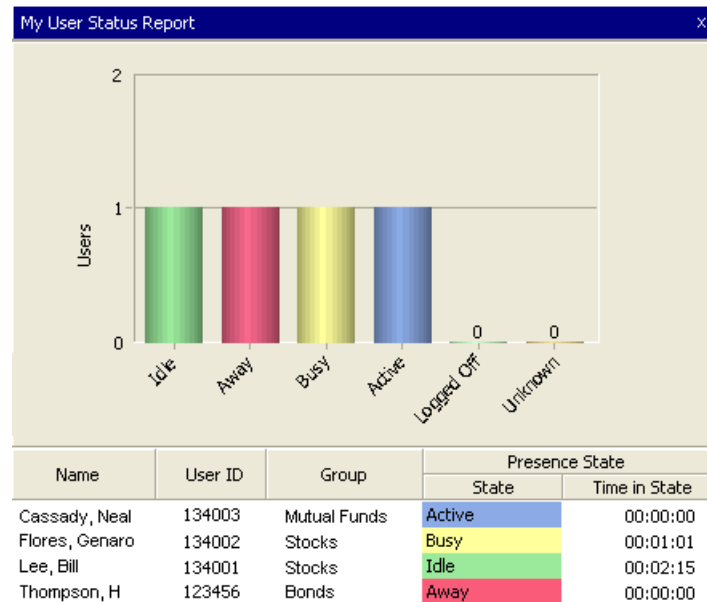 My User Status Report x
2
1
0
Users
0 0
Idle Away Busy Active Logged Off Unknown
Name User ID Group Presence State
State Time in State
Cassady, Neal 134003 Mutual Funds Active 00:00:00
Flores, Genaro 134002 Stocks Busy 00:01:01
Lee, Bill 134001 Stocks Idle 00:02:15
Thompson, H 123456 Bonds Away 00:00:00